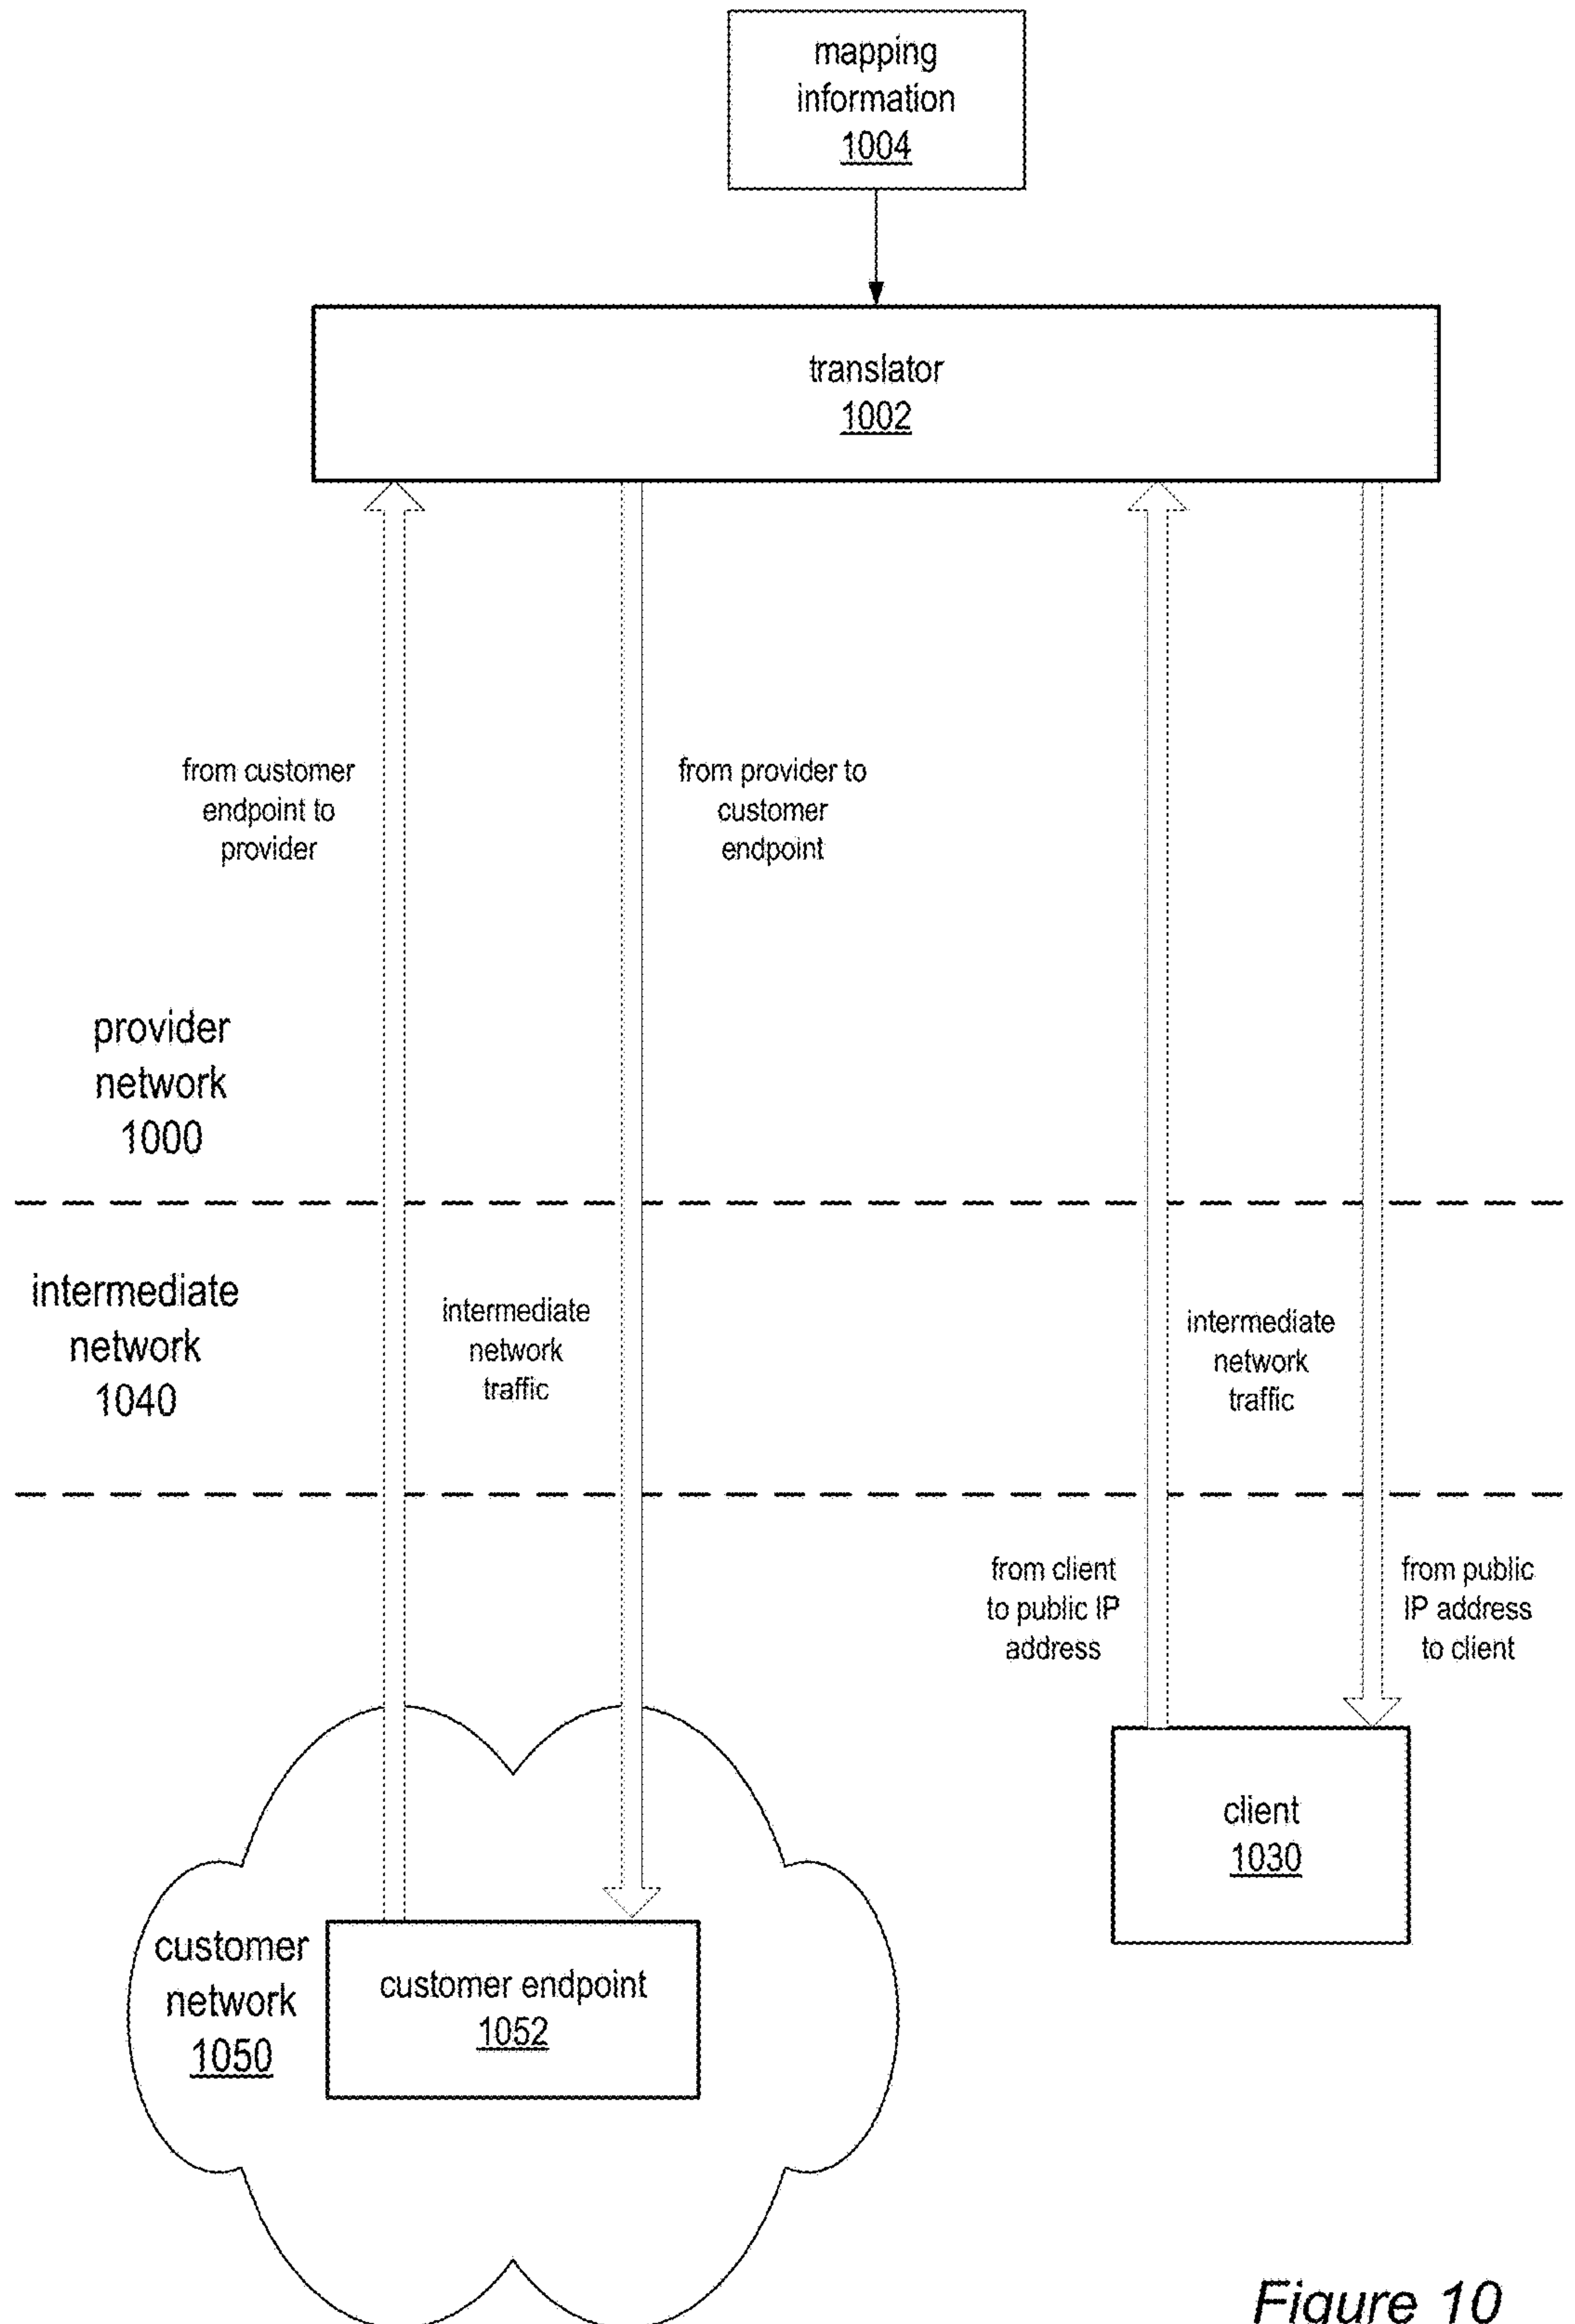 mapping
information
1004
translator
1002
from customer
endpoint to
provider
from provider to
customer
endpoint
provider
network
1000
intermediate
network
1040
intermediate
network
traffic
intermediate
network
traffic
from client
to public IP
address
from public
IP address
to client
client
1030
customer
network
1050
customer endpoint
1052
Figure 10